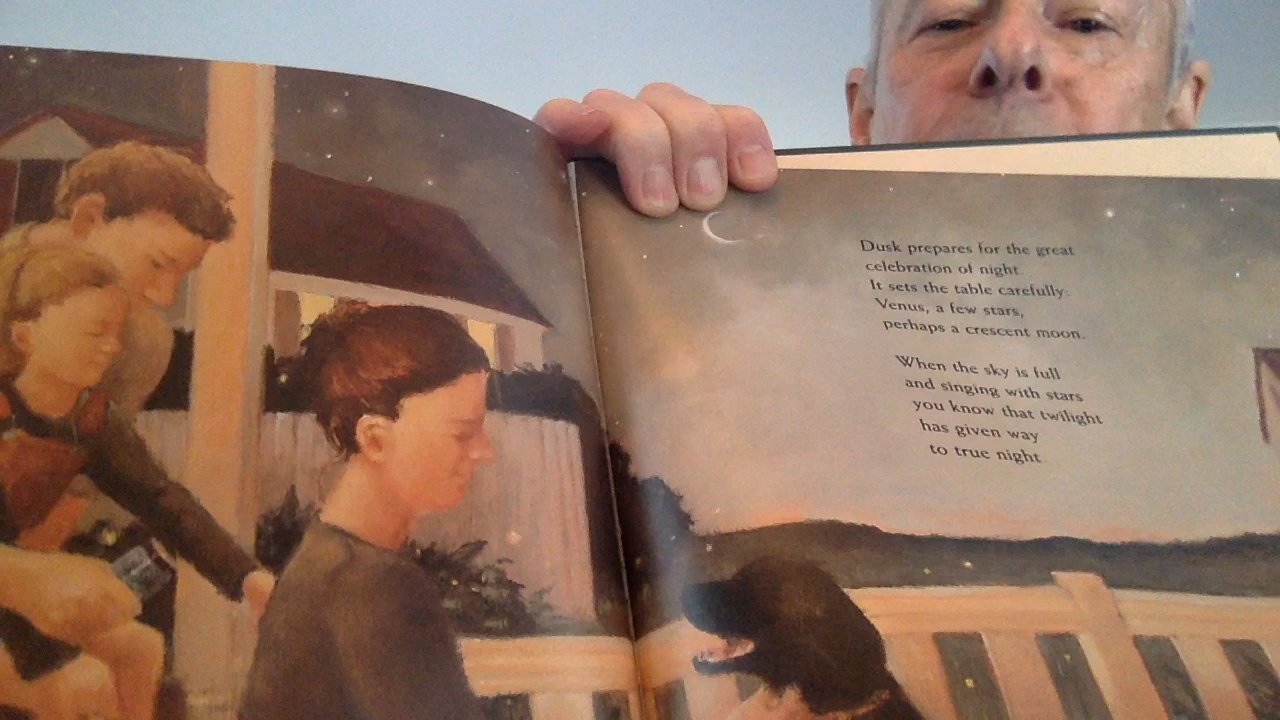 Dusk prepares for the great
celebration of night.
It sets the table carefully:
Venus, a few stars,
perhaps a crescent moon.
When the sky is full
and singing with stars
you know that twilight
has given way
to true night.